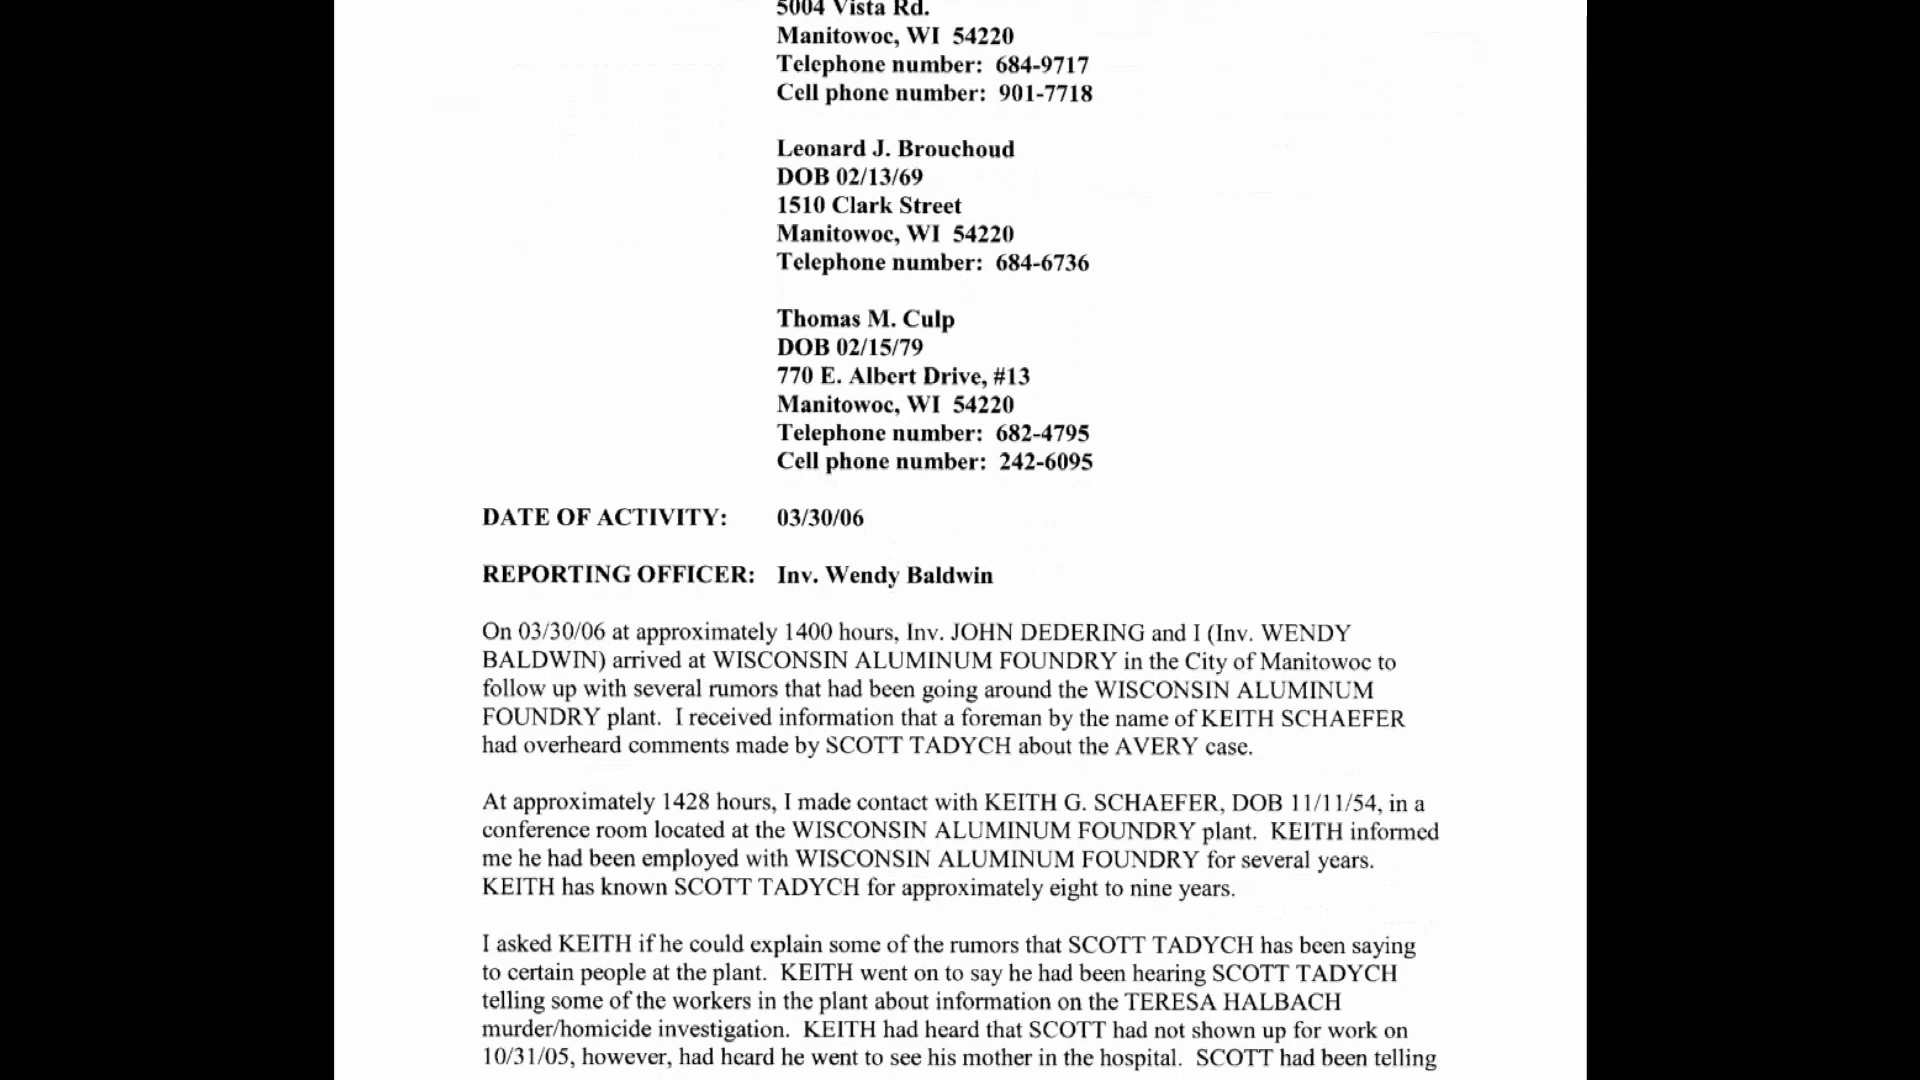 5004 Vista Rd.
Manitowoc, WI 54220
Telephone number: 684-9717
Cell phone number: 901-7718
Leonard J. Brouchoud
DOB 02/13/69
1510 Clark Street
Manitowoc, WI 54220
Telephone number: 684-6736
Thomas M. Culp
DOB 02/15/79
770 E. Albert Drive, #13
Manitowoc, WI 54220
Telephone number: 682-4795
Cell phone number: 242-6095
DATE OF ACTIVITY: 03/30/06
REPORTING OFFICER: Inv. Wendy Baldwin
On 03/30/06 at approximately 1400 hours, Inv. JOHN DEDERING and I (Inv. WENDY
BALDWIN) arrived at WISCONSIN ALUMINUM FOUNDRY in the City of Manitowoc to
follow up with several rumors that had been going around the WISCONSIN ALUMINUM
FOUNDRY plant. I received information that a foreman by the name of KEITH SCHAEFER
had overheard comments made by SCOTT TADYCH about the AVERY case.
At approximately 1428 hours, I made contact with KEITH G. SCHAEFER, DOB 11/11/54, in a
conference room located at the WISCONSIN ALUMINUM FOUNDRY plant. KEITH informed
me he had been employed with WISCONSIN ALUMINUM FOUNDRY for several years.
KEITH has known SCOTT TADYCH for approximately eight to nine years.
I asked KEITH if he could explain some of the rumors that SCOTT TADYCH has been saying
to certain people at the plant. KEITH went on to say he had been hearing SCOTT TADYCH
telling some of the workers in the plant about information on the TERESA HALBACH
murder/homicide investigation. KEITH had heard that SCOTT had not shown up for work on
10/31/05, however, had heard he went to see his mother in the hospital. SCOTT had been telling